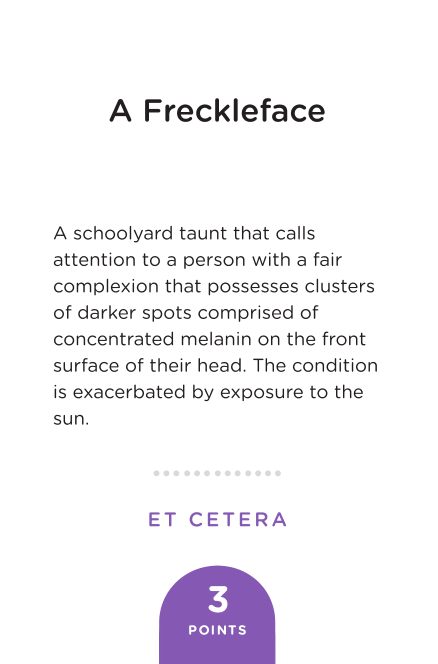 A Freckleface
A schoolyard taunt that calls
attention to a person with a fair
complexion that possesses clusters
of darker spots comprised of
concentrated melanin on the front
surface of their head. The condition
is exacerbated by exposure to the
sun.
ET CETERA
3
POINTS